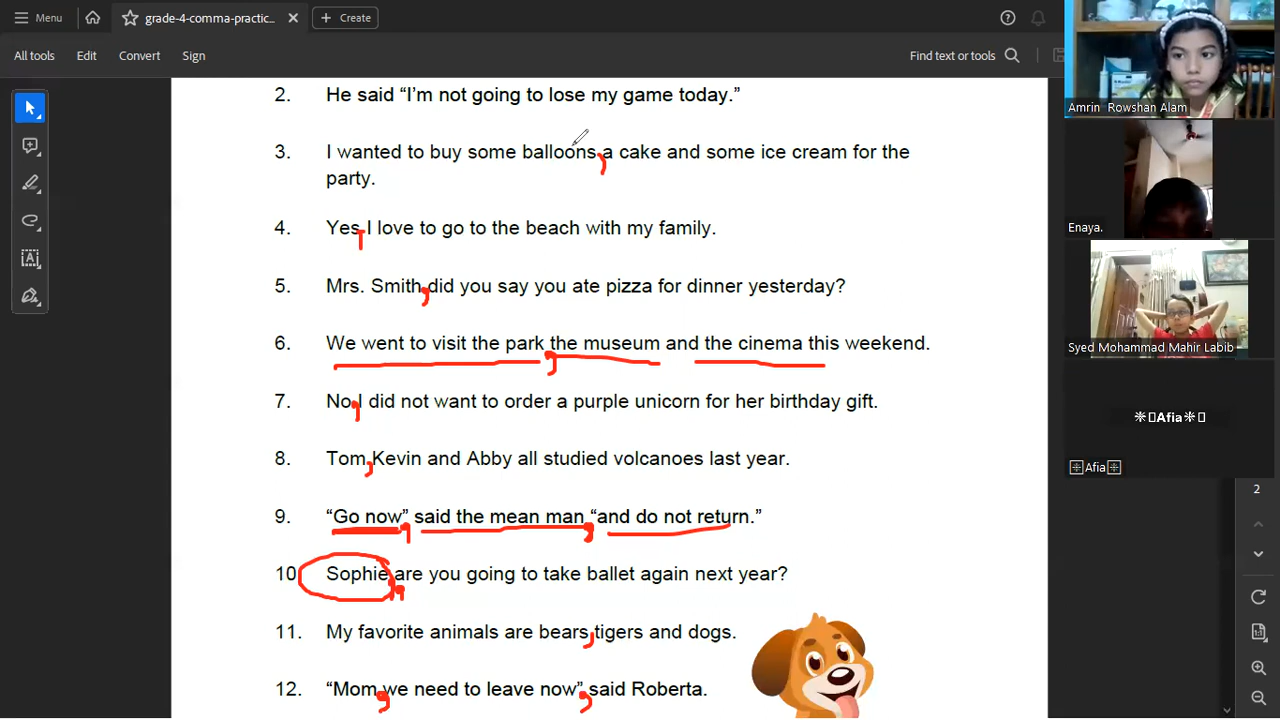 Menu
grade-4-comma-practic...
Create
All tools
Edit
Convert
Sign
Find text or tools
2. He said “I’m not going to lose my game today.”
3. I wanted to buy some balloons, a cake and some ice cream for the
party.
4. Yes, I love to go to the beach with my family.
5. Mrs. Smith, did you say you ate pizza for dinner yesterday?
6. We went to visit the park, the museum and the cinema this weekend.
7. No, I did not want to order a purple unicorn for her birthday gift.
8. Tom, Kevin and Abby all studied volcanoes last year.
9. “Go now”, said the mean man, “and do not return.”
10. Sophie, are you going to take ballet again next year?
11. My favorite animals are bears, tigers and dogs.
12. “Mom, we need to leave now”, said Roberta.
Amrin Rowshan Alam
Enaya.
Syed Mohammad Mahir Labib
Afia
Afia
2
1:1